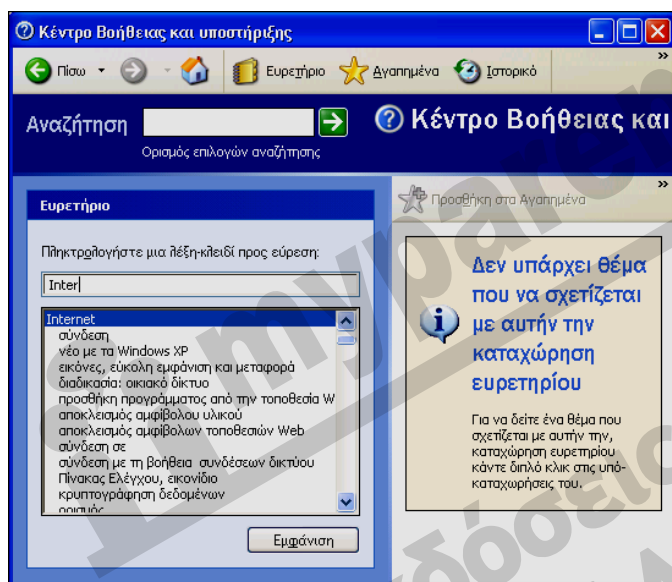 Κέντρο Βοήθειας και υποστήριξης
Πίσω
Ευρετήριο
Αγαπημένα
Ιστορικό
»
Αναζήτηση
Ορισμός επιλογών αναζήτησης
Κέντρο Βοήθειας και
Ευρετήριο
Πληκτρολογήστε μια λέξη-κλειδί προς εύρεση:
Inter
Internet
σύνδεση
νέο με τα Windows XP
εικόνες, εύκολη εμφάνιση και μεταφορά
διαδικασία: οικιακό δίκτυο
προσθήκη προγράμματος από την τοποθεσία W
αποκλεισμός αμφίβολου υλικού
αποκλεισμός αμφίβολων τοποθεσιών Web
σύνδεση σε
σύνδεση με τη βοήθεια συνδέσεων δικτύου
Πίνακας Ελέγχου, εικονίδιο
κρυπτογράφηση δεδομένων
ορισμός
Εμφάνιση
Προσθήκη στα Αγαπημένα
»
Δεν υπάρχει θέμα
που να σχετίζεται
με αυτήν την
καταχώρηση
ευρετηρίου
Για να δείτε ένα θέμα που
σχετίζεται με αυτήν την,
καταχώρηση ευρετηρίου
κάντε διπλό κλικ στις υπό-
καταχωρήσεις του.